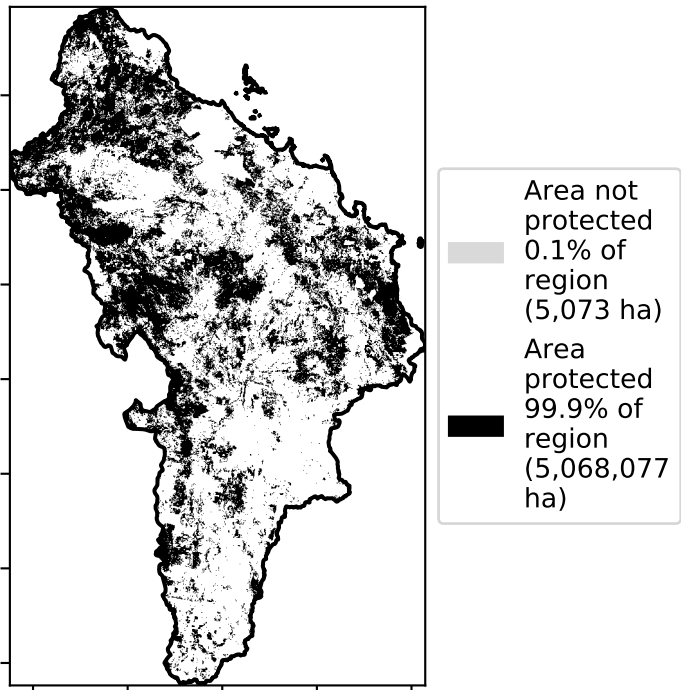 Area not
protected
0.1% of
region
(5,073 ha)
Area
protected
99.9% of
region
(5,068,077
ha)